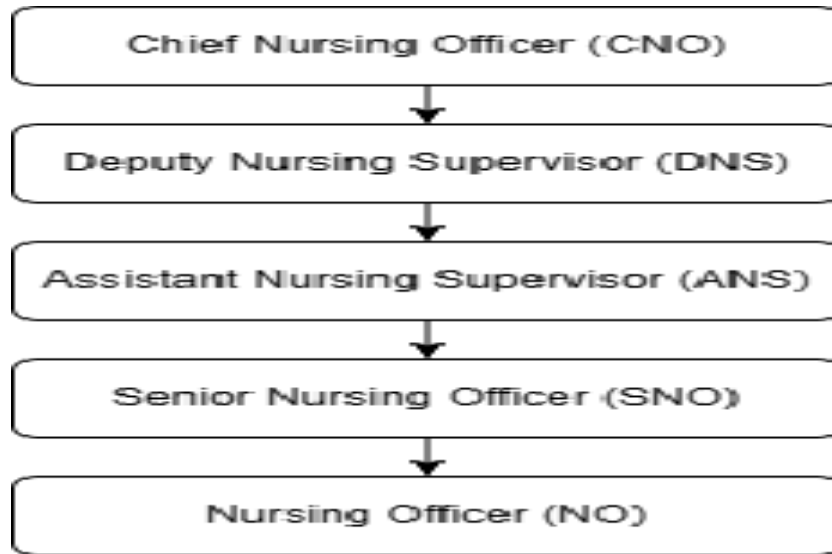 Chief Nursing Officer (CNO)
Deputy Nursing Supervisor (DNS)
Assistant Nursing Supervisor (ANS)
Senior Nursing Officer (SNO)
Nursing Officer (NO)